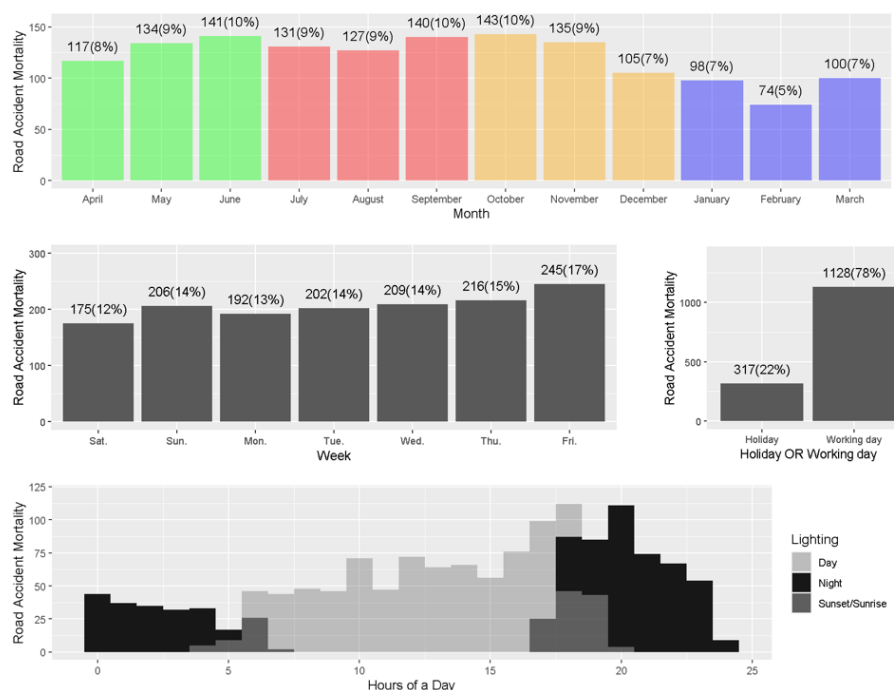 Road Accident Mortality
150
100
50
0
117(8%) 134(9%) 141(10%) 131(9%) 127(9%) 140(10%) 143(10%) 135(9%) 105(7%) 98(7%) 74(5%) 100(7%)
April May June July August September October November December January February March
Month
Road Accident Mortality
300
200
100
0
175(12%) 206(14%) 192(13%) 202(14%) 209(14%) 216(15%) 245(17%)
Sat. Sun. Mon. Tue. Wed. Thu. Fri.
Week
Road Accident Mortality
1000
500
0
317(22%) 1128(78%)
Holiday Working day
Holiday OR Working day
Road Accident Mortality
125
100
75
50
25
0
0 5 10 15 20 25
Hours of a Day
Lighting
Day
Night
Sunset/Sunrise